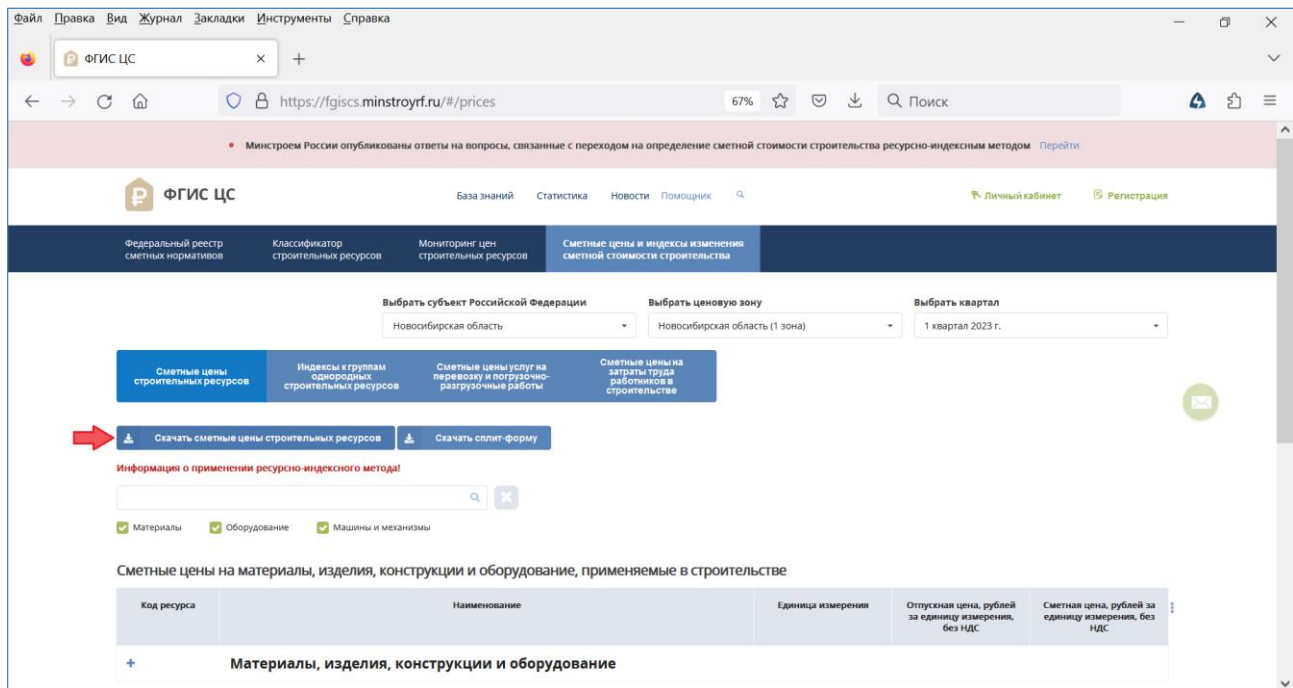 Файл Правка Вид Журнал Закладки Инструменты Справка
ФГИС ЦС
https://fgiscs.minstroyrf.ru/#/prices 67% Поиск
• Минстроем России опубликованы ответы на вопросы, связанные с переходом на определение сметной стоимости строительства ресурсно-индексным методом Перейти
ФГИС ЦС База знаний Статистика Новости Помощник Личный кабинет Регистрация
Федеральный реестр
сметных нормативов
Классификатор
строительных ресурсов
Мониторинг цен
строительных ресурсов
Сметные цены и индексы изменения
сметной стоимости строительства
Выбрать субъект Российской Федерации Выбрать ценовую зону Выбрать квартал
Новосибирская область Новосибирская область (1 зона) 1 квартал 2023 г.
Сметные цены
строительных ресурсов
Индексы к группам
однородных
строительных ресурсов
Сметные цены услуг на
перевозку и погрузочно-
разгрузочные работы
Сметные цены на
затраты труда
работников в
строительстве
Скачать сметные цены строительных ресурсов Скачать сплит-форму
Информация о применении ресурсно-индексного метода!
Материалы Оборудование Машины и механизмы
Сметные цены на материалы, изделия, конструкции и оборудование, применяемые в строительстве
Код ресурса
Наименование
Единица измерения
Отпускная цена, рублей
за единицу измерения,
без НДС
Сметная цена, рублей за
единицу измерения, без
НДС
+ Материалы, изделия, конструкции и оборудование